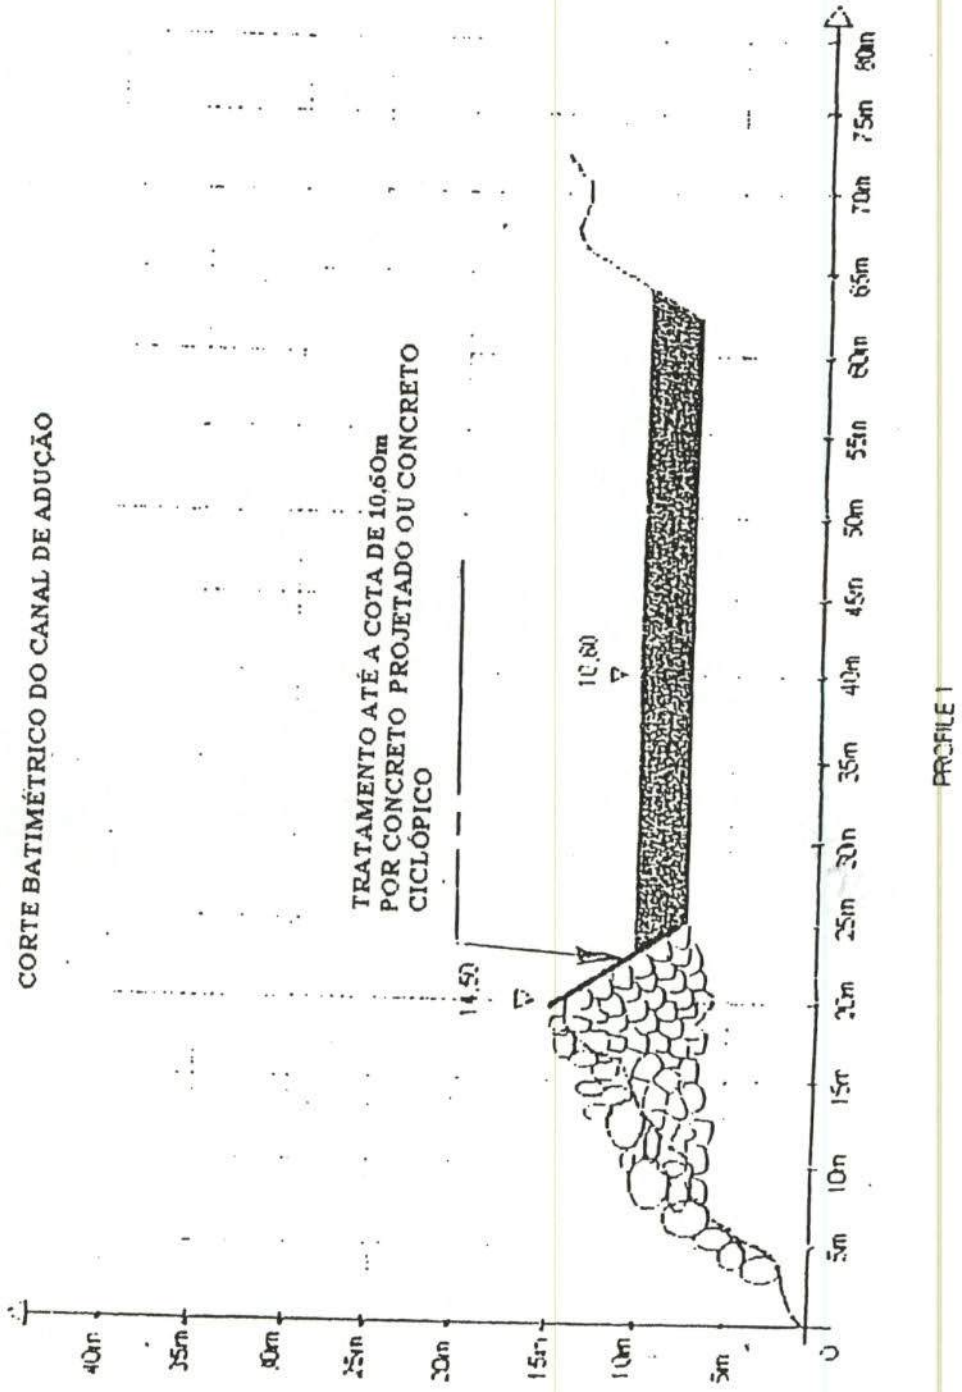 CORTE BATIMÉTRICO DO CANAL DE ADUÇÃO
TRATAMENTO ATÉ A COTA DE 10,60m
POR CONCRETO PROJETADO OU CONCRETO
CICLÓPICO
40m
35m
30m
25m
20m
15m
10m
5m
14.50
10.60
0
5m
10m
15m
20m
25m
30m
35m
40m
45m
50m
55m
60m
65m
70m
75m
80m
PROFILE 1